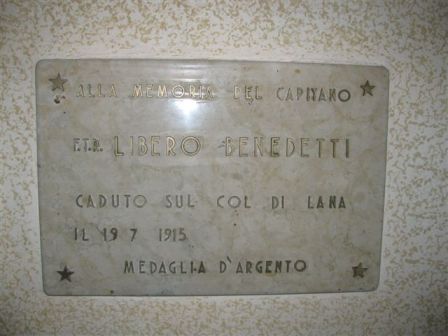 ALLA MEMORIA DEL CAPITANO
F.T.R. LIBERO BENEDETTI
CADUTO SUL COL DI LANA
IL 19 7 1915
MEDAGLIA D'ARGENTO